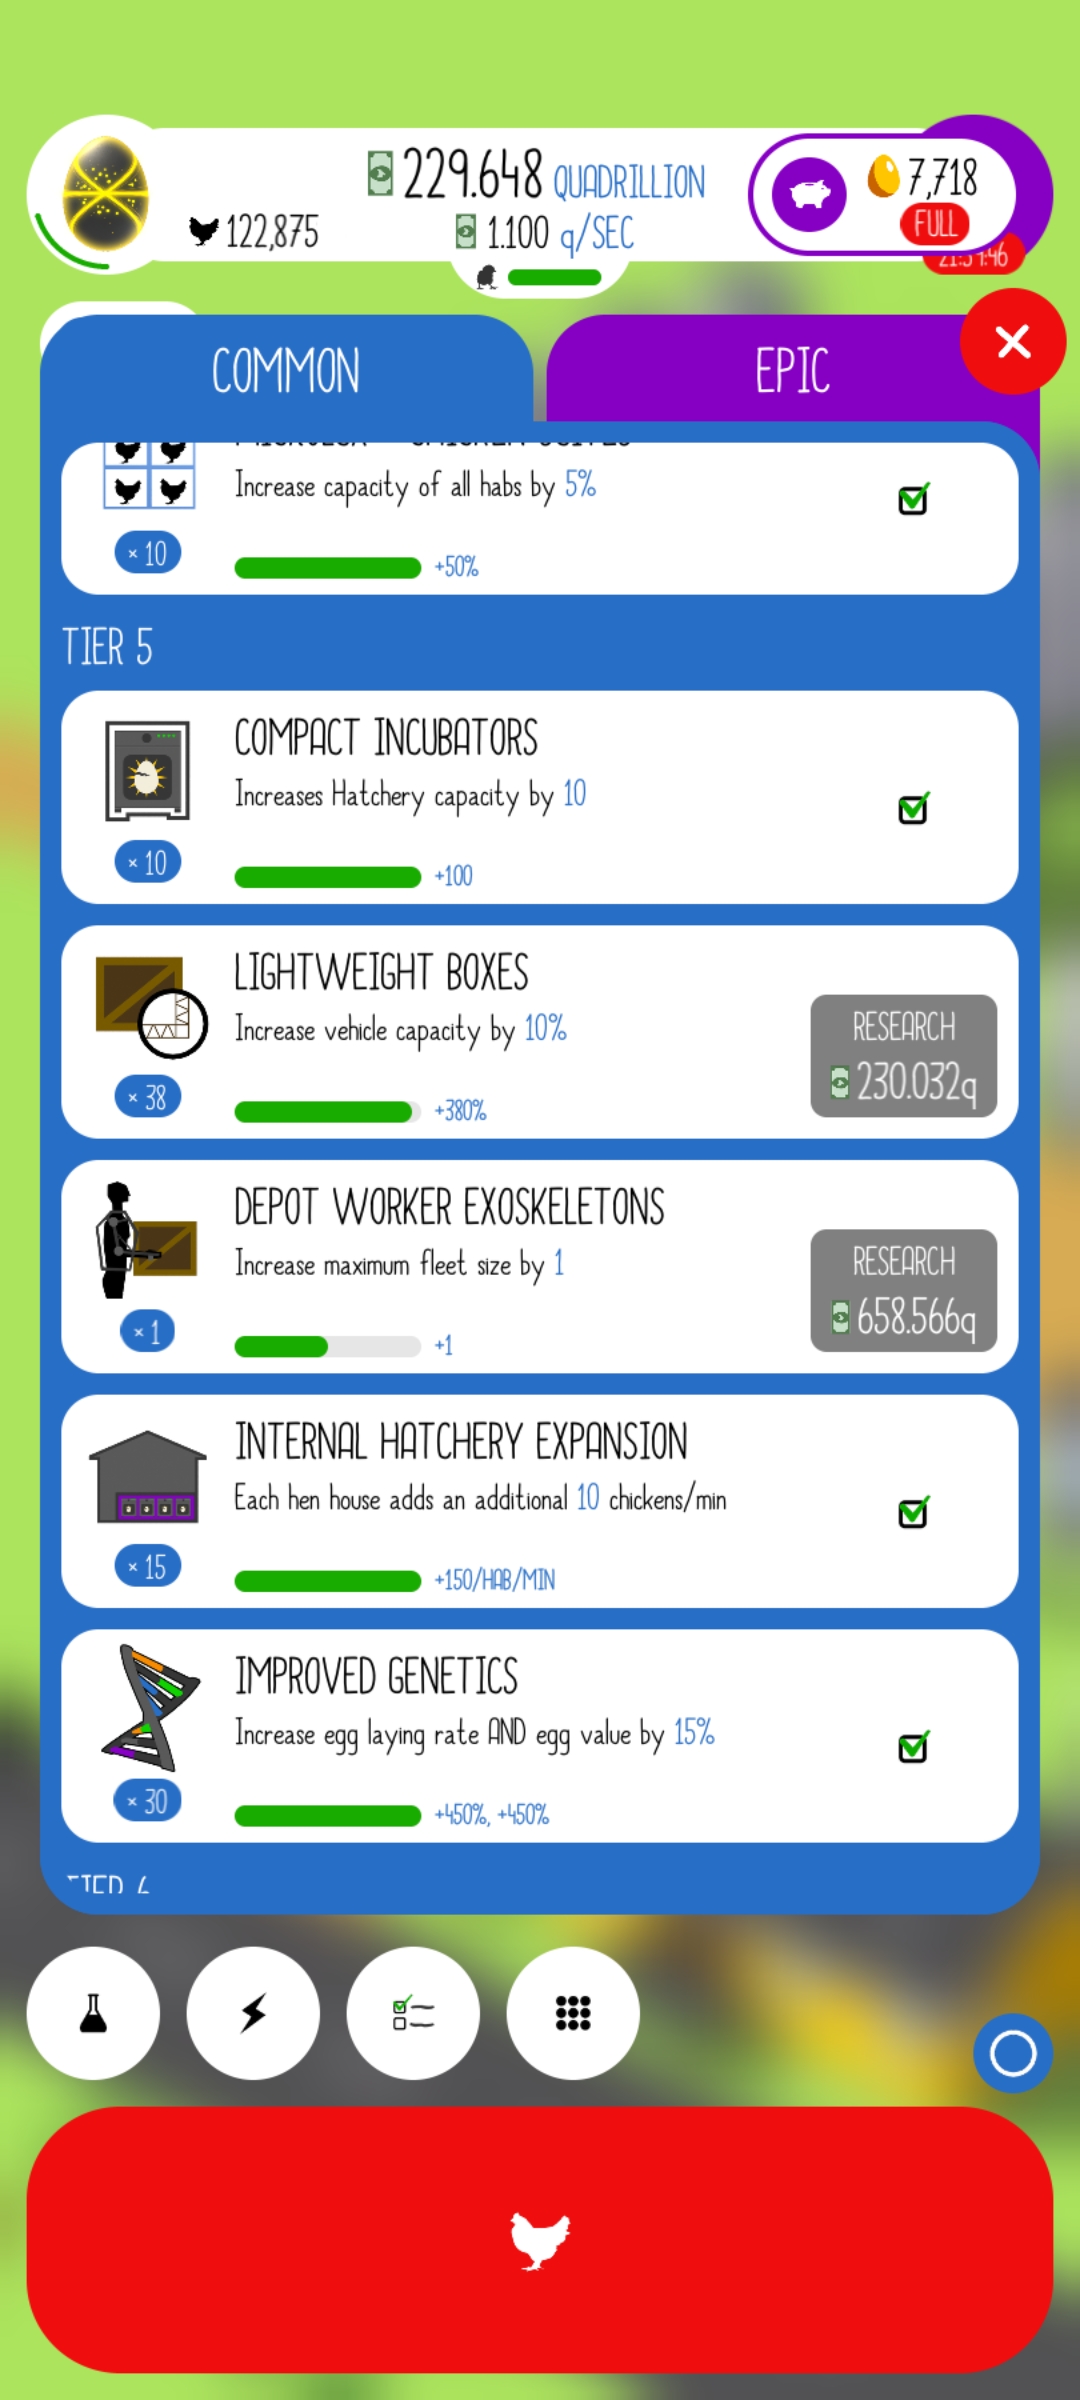 229.648 QUADRILLION
122,875
1.100 q/SEC
7,718
FULL
COMMON
EPIC
Increase capacity of all habs by 5%
× 10
+50%
TIER 5
COMPACT INCUBATORS
Increases Hatchery capacity by 10
× 10
+100
LIGHTWEIGHT BOXES
Increase vehicle capacity by 10%
RESEARCH
230.032q
× 38
+380%
DEPOT WORKER EXOSKELETONS
Increase maximum fleet size by 1
RESEARCH
658.566q
× 1
+1
INTERNAL HATCHERY EXPANSION
Each hen house adds an additional 10 chickens/min
× 15
+150/HAB/MIN
IMPROVED GENETICS
Increase egg laying rate AND egg value by 15%
× 30
+450%, +450%